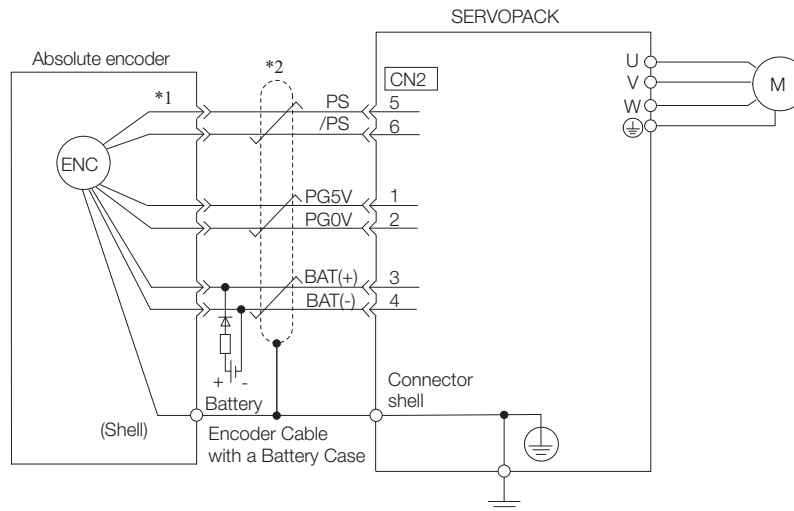 SERVOPACK
Absolute encoder
*2
U
V
W
M
CN2
*1
PS
5
/PS
6
ENC
PG5V
1
PG0V
2
BAT(+)
3
BAT(-)
4
+
-
Battery
Connector
shell
(Shell)
Encoder Cable
with a Battery Case